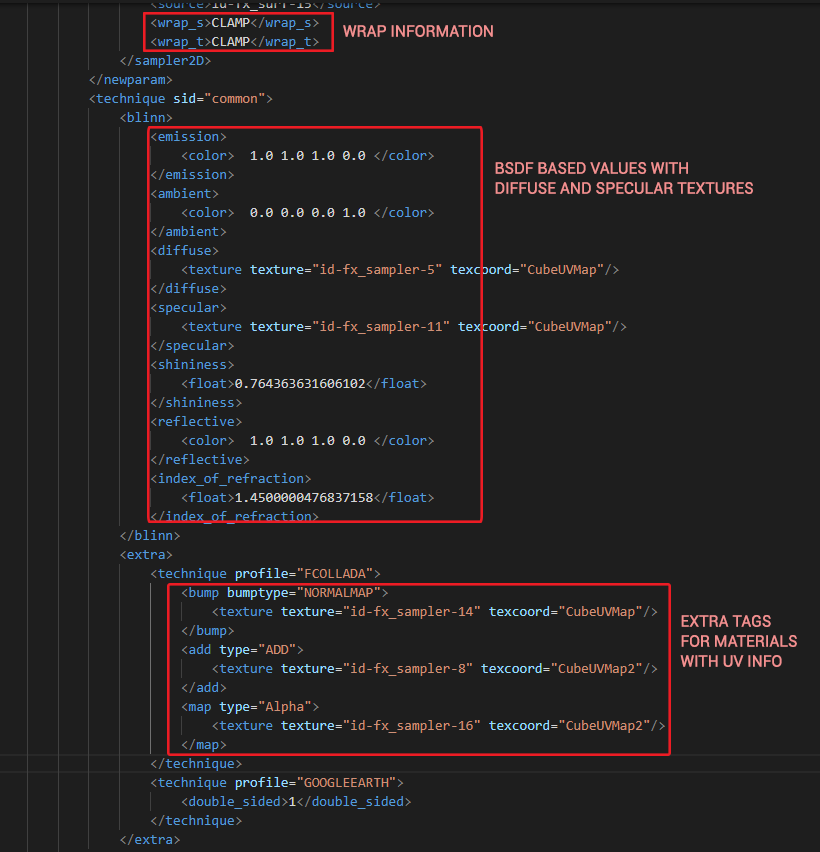 <source>id-fx_surf-15</source>
<wrap_s>CLAMP</wrap_s>
<wrap_t>CLAMP</wrap_t>
WRAP INFORMATION
</sampler2D>
</newparam>
<technique sid="common">
<blinn>
<emission>
<color>  1.0 1.0 1.0 0.0 </color>
</emission>
<ambient>
<color>  0.0 0.0 0.0 1.0 </color>
</ambient>
<diffuse>
<texture texture="id-fx_sampler-5" texcoord="CubeUVMap"/>
</diffuse>
<specular>
<texture texture="id-fx_sampler-11" texcoord="CubeUVMap"/>
</specular>
<shininess>
<float>0.764363631606102</float>
</shininess>
<reflective>
<color>  1.0 1.0 1.0 0.0 </color>
</reflective>
<index_of_refraction>
<float>1.4500000476837158</float>
</index_of_refraction>
BSDF BASED VALUES WITH
DIFFUSE AND SPECULAR TEXTURES
</blinn>
<extra>
<technique profile="FCOLLADA">
<bump bumptype="NORMALMAP">
<texture texture="id-fx_sampler-14" texcoord="CubeUVMap"/>
</bump>
<add type="ADD">
<texture texture="id-fx_sampler-8" texcoord="CubeUVMap2"/>
</add>
<map type="Alpha">
<texture texture="id-fx_sampler-16" texcoord="CubeUVMap2"/>
</map>
EXTRA TAGS
FOR MATERIALS
WITH UV INFO
</technique>
<technique profile="GOOGLEEARTH">
<double_sided>1</double_sided>
</technique>
</extra>